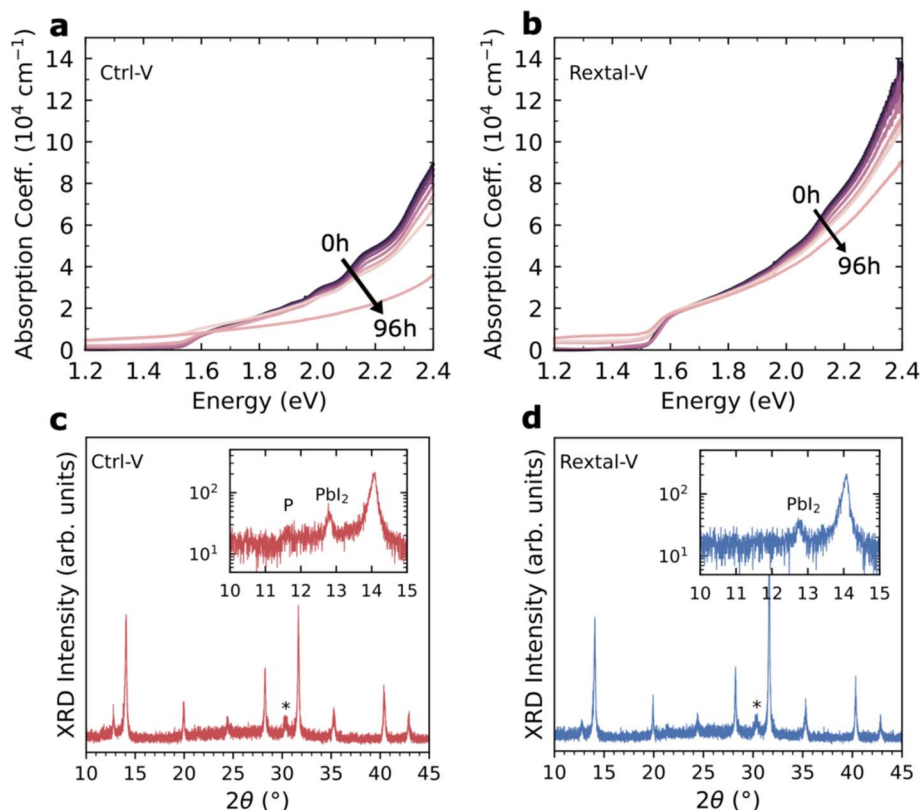 a
Ctrl-V
0h
96h
Absorption Coeff. (10⁴ cm⁻¹)
0
2
4
6
8
10
12
14
1.2 1.4 1.6 1.8 2.0 2.2 2.4
Energy (eV)
b
Rextal-V
0h
96h
Absorption Coeff. (10⁴ cm⁻¹)
0
2
4
6
8
10
12
14
1.2 1.4 1.6 1.8 2.0 2.2 2.4
Energy (eV)
c
Ctrl-V
P
PbI₂
10²
10¹
10 11 12 13 14 15
*
XRD Intensity (arb. units)
10 15 20 25 30 35 40 45
2θ (°)
d
Rextal-V
PbI₂
10²
10¹
10 11 12 13 14 15
*
XRD Intensity (arb. units)
10 15 20 25 30 35 40 45
2θ (°)